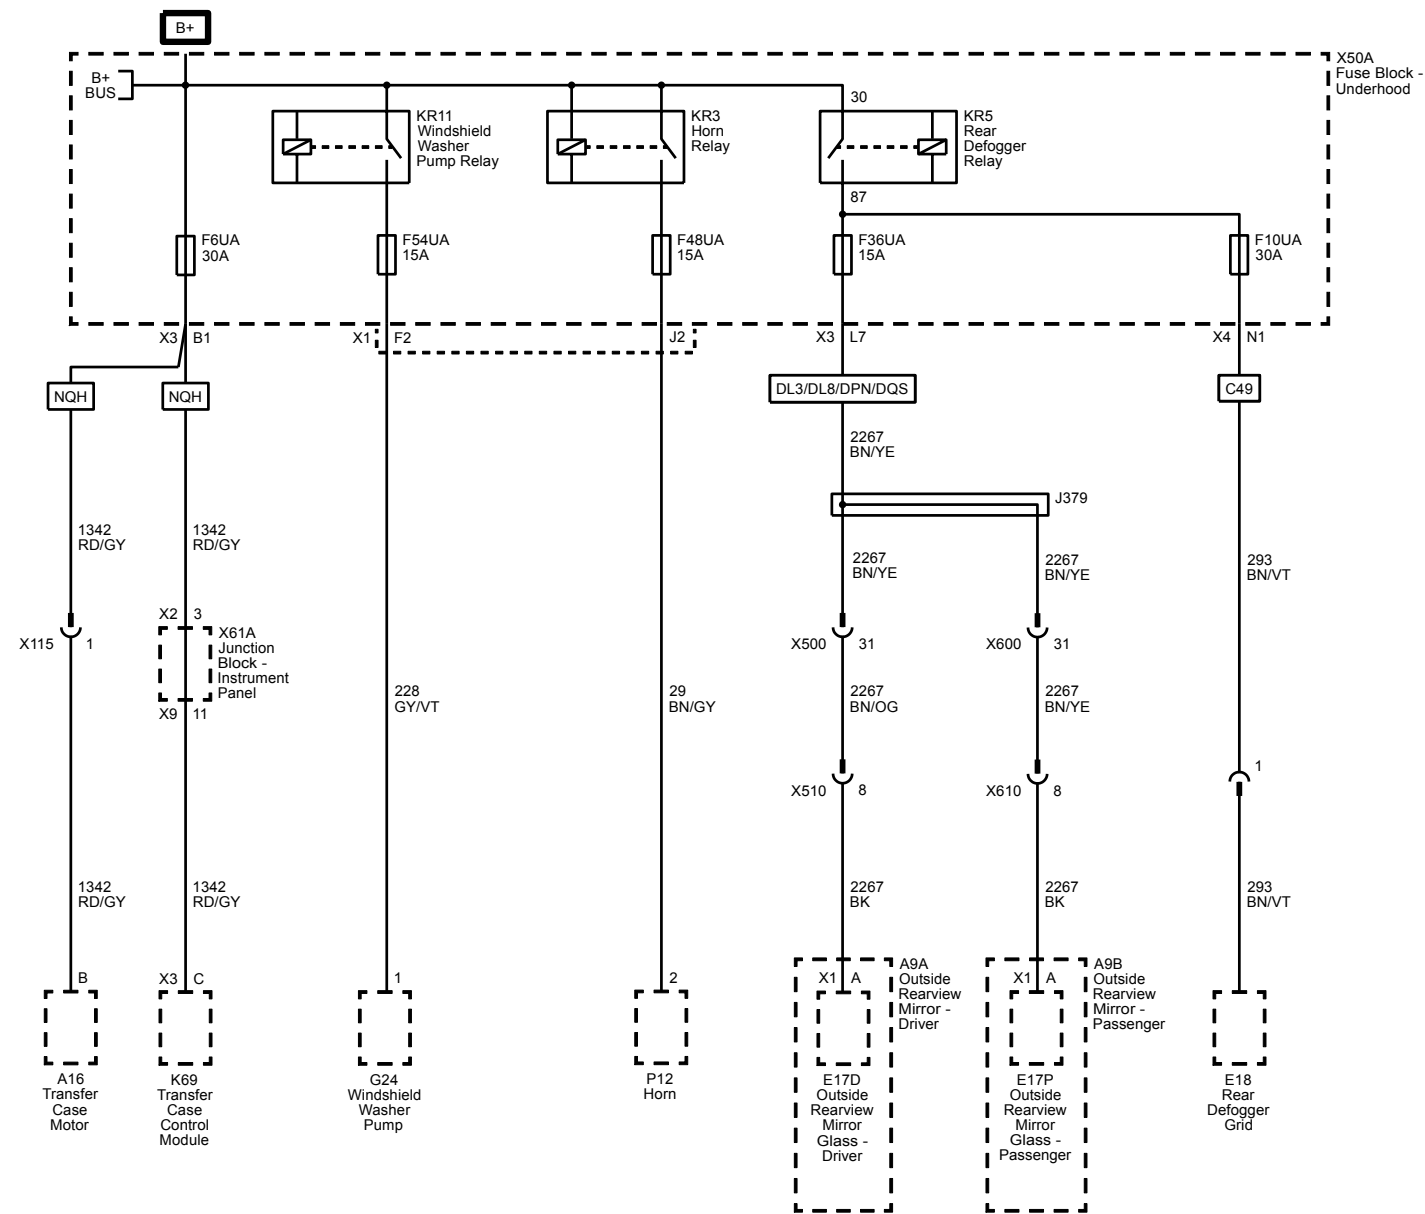 B+
B+
BUS
X50A
Fuse Block -
Underhood
30
KR11
Windshield
Washer
Pump Relay
KR3
Horn
Relay
KR5
Rear
Defogger
Relay
87
F6UA
30A
F54UA
15A
F48UA
15A
F36UA
15A
F10UA
30A
X3 B1
X1 F2
J2
X3 L7
X4 N1
NQH
NQH
DL3/DL8/DPN/DQS
C49
2267
BN/YE
J379
1342
RD/GY
1342
RD/GY
2267
BN/YE
2267
BN/YE
293
BN/VT
X2 3
X115 1
X61A
Junction
Block -
Instrument
Panel
X9 11
X500 31
X600 31
228
GY/VT
29
BN/GY
2267
BN/OG
2267
BN/YE
1
X510 8
X610 8
1342
RD/GY
1342
RD/GY
2267
BK
2267
BK
293
BN/VT
B
X3 C
1
2
X1 A
A9A
Outside
Rearview
Mirror -
Driver
X1 A
A9B
Outside
Rearview
Mirror -
Passenger
A16
Transfer
Case
Motor
K69
Transfer
Case
Control
Module
G24
Windshield
Washer
Pump
P12
Horn
E17D
Outside
Rearview
Mirror
Glass -
Driver
E17P
Outside
Rearview
Mirror
Glass -
Passenger
E18
Rear
Defogger
Grid